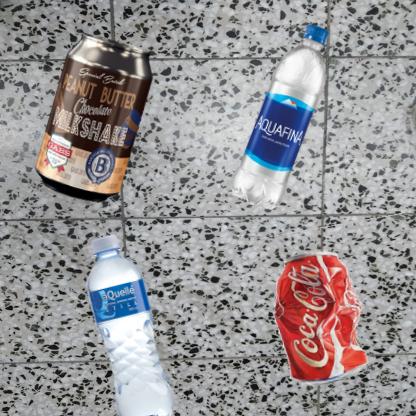 Special Batch
PEANUT BUTTER
Chocolate
MILKSHAKE
B
AQUAFINA
aQuellé
Coca-Cola